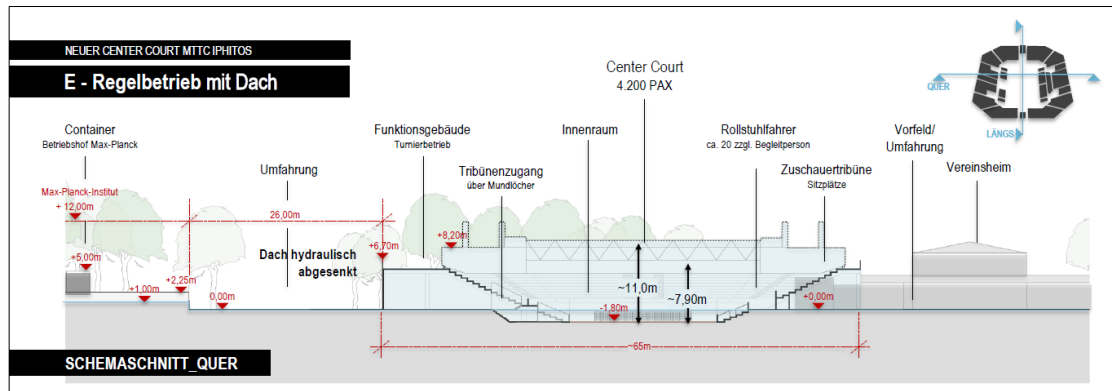 NEUER CENTER COURT MTTC IPHITOS
E - Regelbetrieb mit Dach
Center Court
4.200 PAX
QUER
LÄNGS
Container
Betriebshof Max-Planck
Funktionsgebäude
Turnierbetrieb
Innenraum
Rollstuhlfahrer
ca. 20 zzgl. Begleitperson
Vorfeld/
Umfahrung
Umfahrung
Tribünenzugang
über Mundlöcher
Zuschauertribüne
Sitzplätze
Vereinsheim
Max-Planck-Institut
+ 12,00m
26,00m
Dach hydraulisch
abgesenkt
+6,70m
+8,20m
+5,00m
+2,25m
+1,00m
0,00m
~11,0m
~7,90m
-1,80m
+0,00m
~65m
SCHEMASCHNITT_QUER